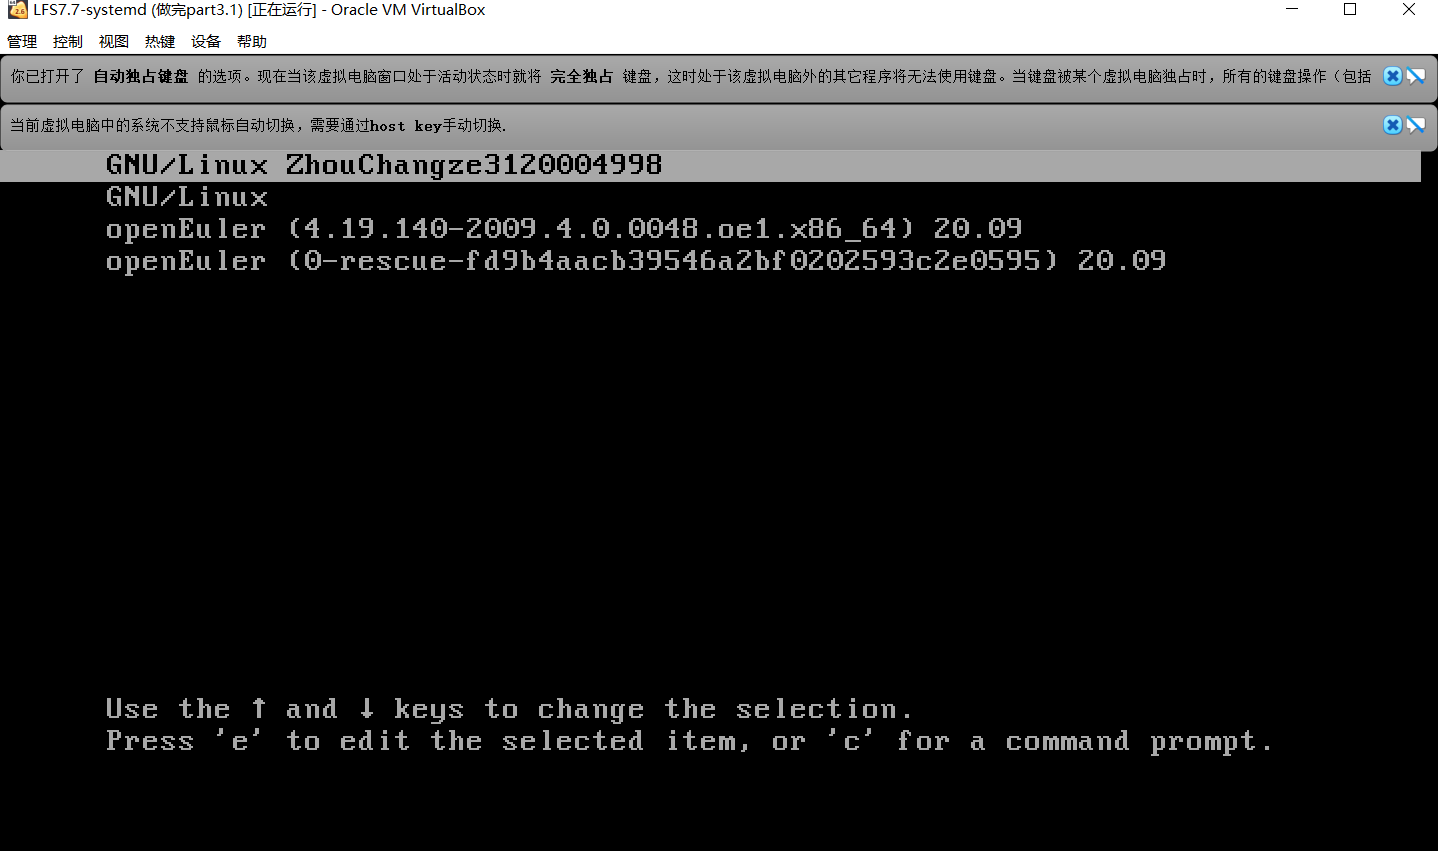 LFS7.7-systemd (做完part3.1) [正在运行] - Oracle VM VirtualBox
管理 控制 视图 热键 设备 帮助
你已打开了 自动独占键盘 的选项。现在当该虚拟电脑窗口处于活动状态时就将 完全独占 键盘，这时处于该虚拟电脑外的其它程序将无法使用键盘。当键盘被某个虚拟电脑独占时，所有的键盘操作（包括
当前虚拟电脑中的系统不支持鼠标自动切换，需要通过host key手动切换.
GNU/Linux ZhouChangze3120004998
GNU/Linux
openEuler (4.19.140-2009.4.0.0048.oe1.x86_64) 20.09
openEuler (0-rescue-fd9b4aacb39546a2bf0202593c2e0595) 20.09
Use the ↑ and ↓ keys to change the selection.
Press 'e' to edit the selected item, or 'c' for a command prompt.